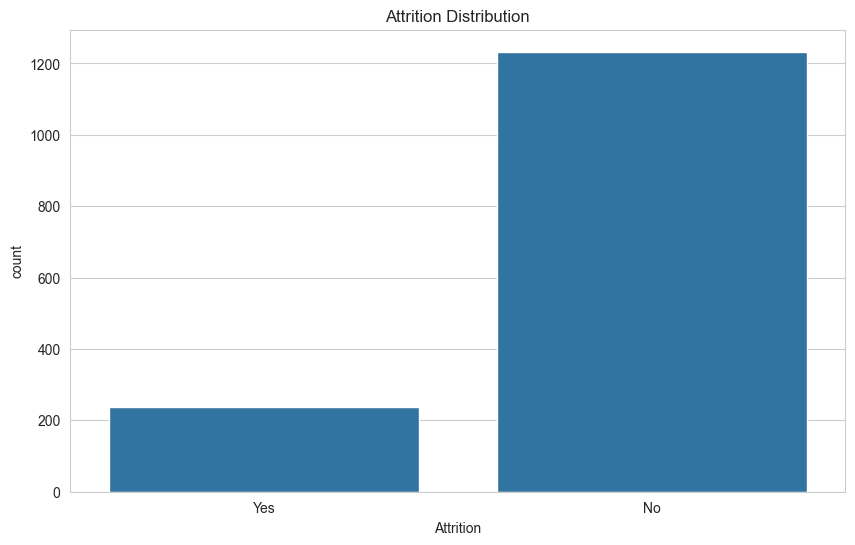 Attrition Distribution
1200
1000
800
600
400
200
0
count
Yes
No
Attrition